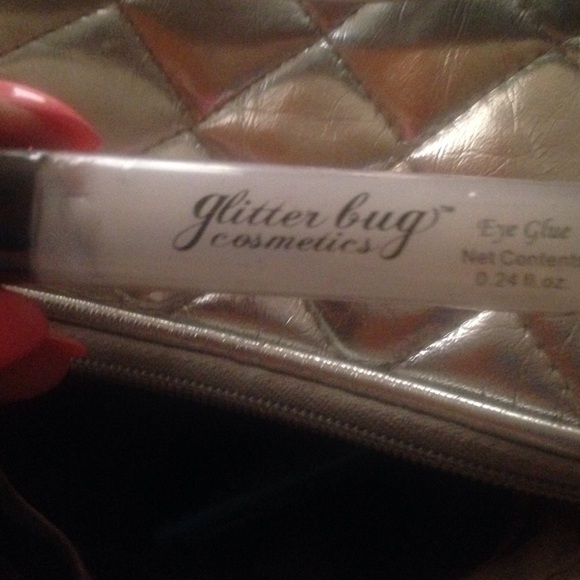 glitter bug™
cosmetics
Eye Glue
Net Contents
0.24 fl.oz.